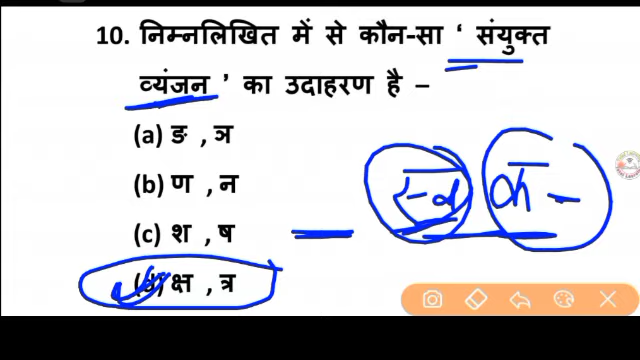 10. निम्नलिखित में से कौन-सा ‘ संयुक्त
व्यंजन ’ का उदाहरण है –
(a) ङ , ञ
(b) ण , न
(c) श , ष
(d) क्ष , त्र